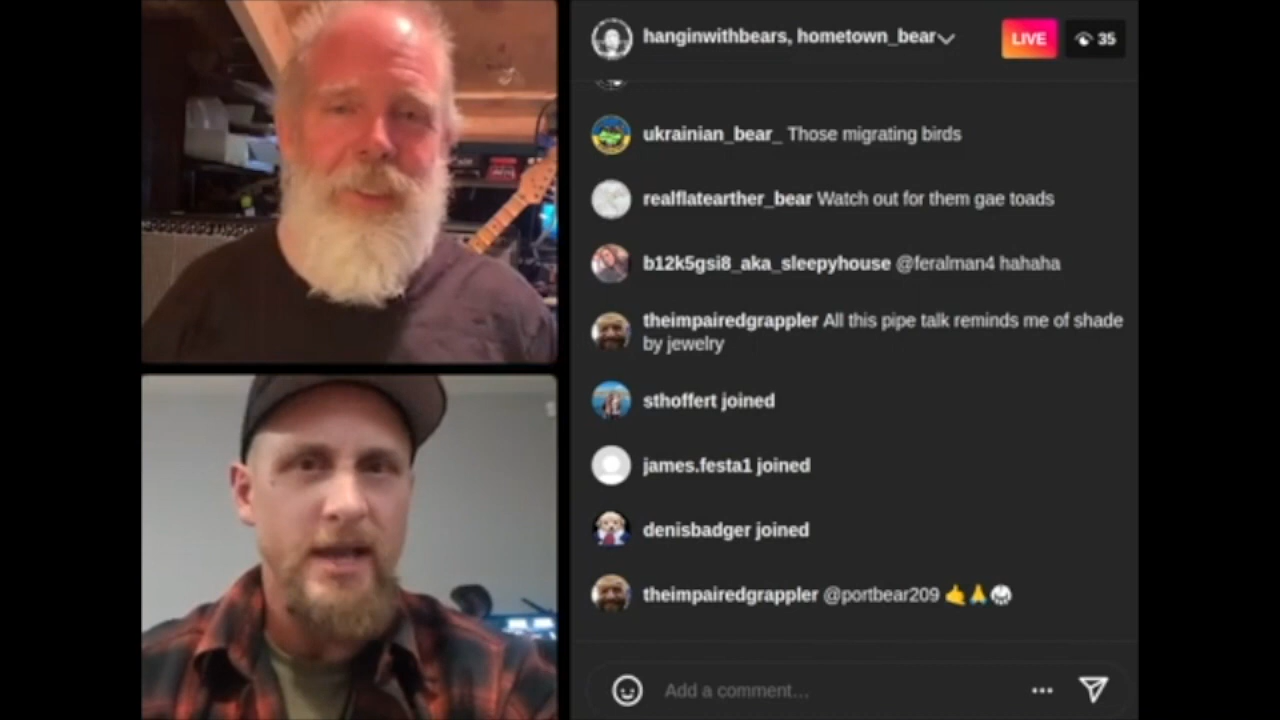 hanginwithbears, hometown_bear
LIVE
35
ukrainian_bear_ Those migrating birds
realflatearther_bear Watch out for them gae toads
b12k5gsi8_aka_sleepyhouse @feralman4 hahaha
theimpairedgrappler All this pipe talk reminds me of shade
by jewelry
sthoffert joined
james.festa1 joined
denisbadger joined
theimpairedgrappler @portbear209 🤙🙏🥋
Add a comment…